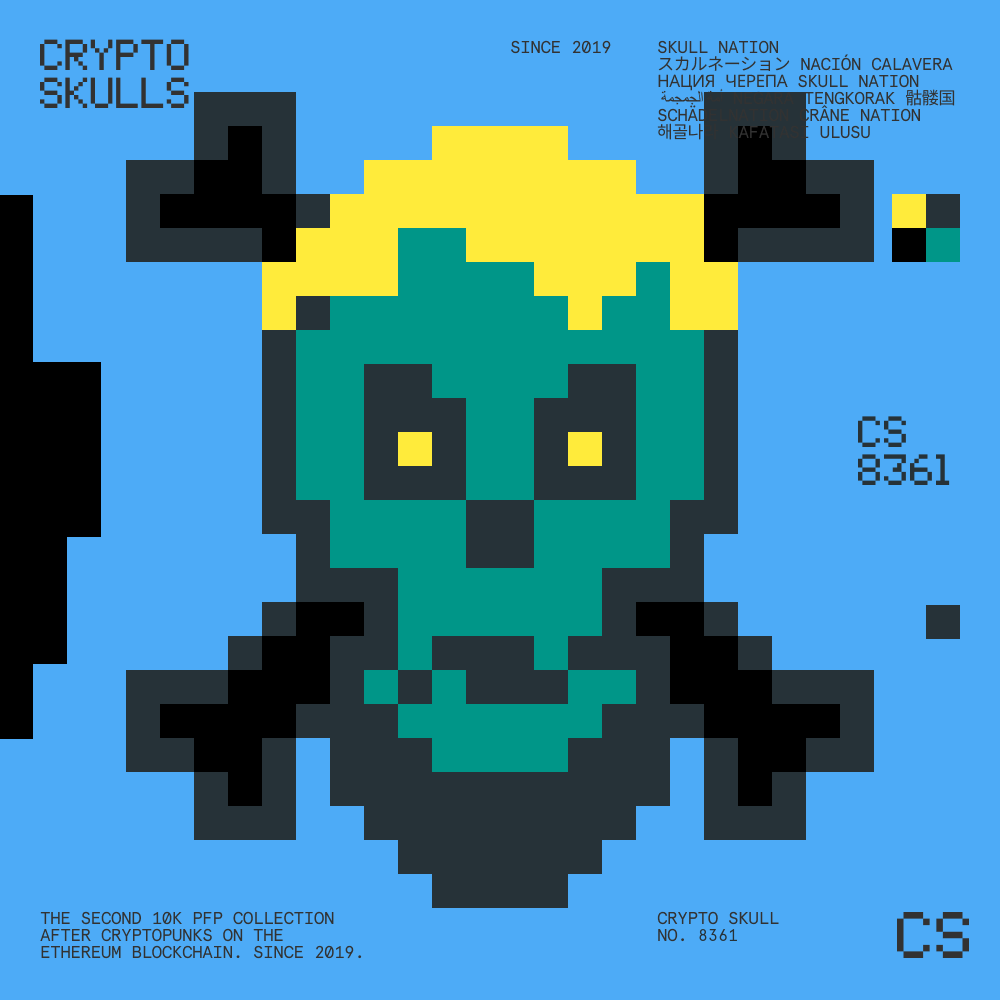 CRYPTO
SKULLS
SINCE 2019
SKULL NATION
スカルネーション NACIÓN CALAVERA
НАЦИЯ ЧЕРЕПА SKULL NATION
TENGKORAK 骷髅国
CRÂNE NATION
해골 ULUSU
CS
8361
THE SECOND 10K PFP COLLECTION
AFTER CRYPTOPUNKS ON THE
ETHEREUM BLOCKCHAIN. SINCE 2019.
CRYPTO SKULL
NO. 8361
CS